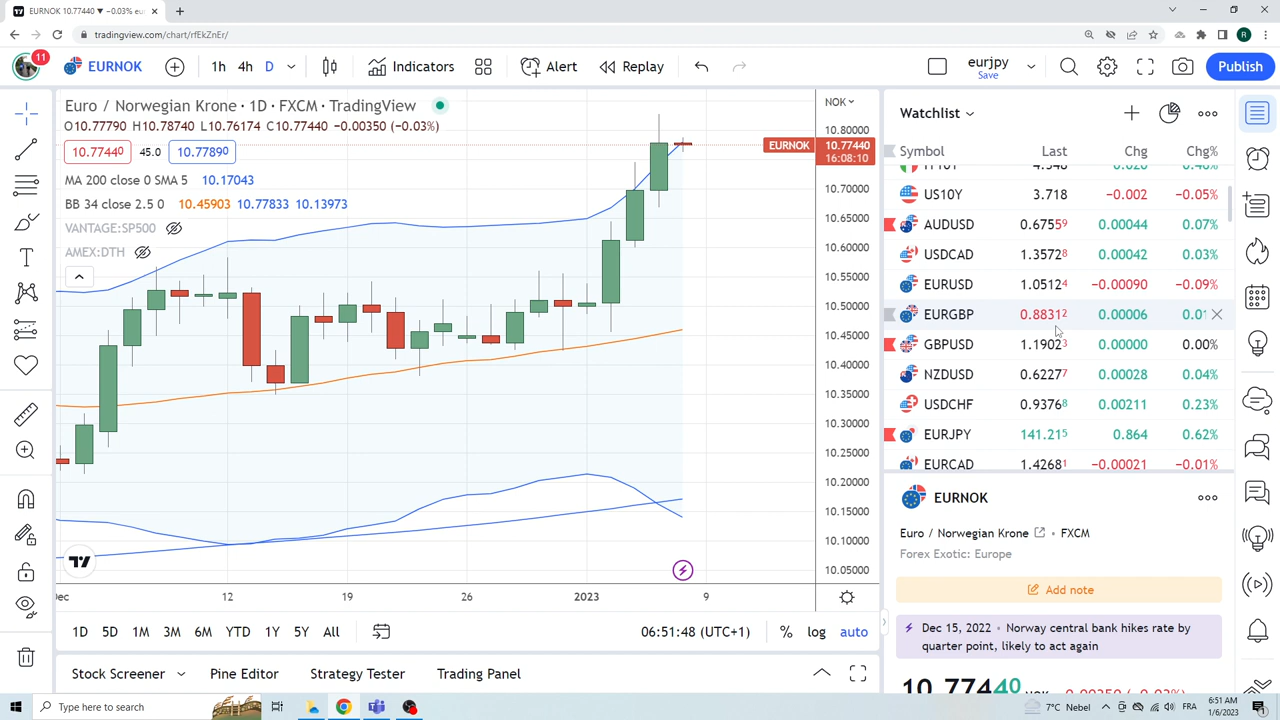 EURNOK 10.77440 ▼ −0.03% eu
tradingview.com/chart/rfEkZnEr/
R
11
EURNOK
1h 4h D
Indicators
Alert
Replay
eurjpy
Save
Publish
Euro / Norwegian Krone · 1D · FXCM · TradingView
O10.77790 H10.78740 L10.76174 C10.77440 −0.00350 (−0.03%)
10.77440 45.0 10.77890
MA 200 close 0 SMA 5 10.17043
BB 34 close 2.5 0 10.45903 10.77833 10.13973
VANTAGE:SP500
AMEX:DTH
NOK
10.80000
EURNOK 10.77440
16:08:10
10.70000
10.65000
10.60000
10.55000
10.50000
10.45000
10.40000
10.35000
10.30000
10.25000
10.20000
10.15000
10.10000
10.05000
Dec 12 19 26 2023 9
1D 5D 1M 3M 6M YTD 1Y 5Y All
06:51:48 (UTC+1) % log auto
Stock Screener Pine Editor Strategy Tester Trading Panel
Watchlist
Symbol Last Chg Chg%
US10Y 3.718 −0.002 −0.05%
AUDUSD 0.67559 0.00044 0.07%
USDCAD 1.35728 0.00042 0.03%
EURUSD 1.05124 −0.00090 −0.09%
EURGBP 0.88312 0.00006 0.01
GBPUSD 1.19023 0.00000 0.00%
NZDUSD 0.62277 0.00028 0.04%
USDCHF 0.93768 0.00211 0.23%
EURJPY 141.215 0.864 0.62%
EURCAD 1.42681 −0.00021 −0.01%
EURNOK
Euro / Norwegian Krone · FXCM
Forex Exotic: Europe
Add note
Dec 15, 2022 · Norway central bank hikes rate by
quarter point, likely to act again
10.77440 NOK −0.00350 (−0.03%)
Type here to search
7°C Nebel
FRA
6:51 AM
1/6/2023
1